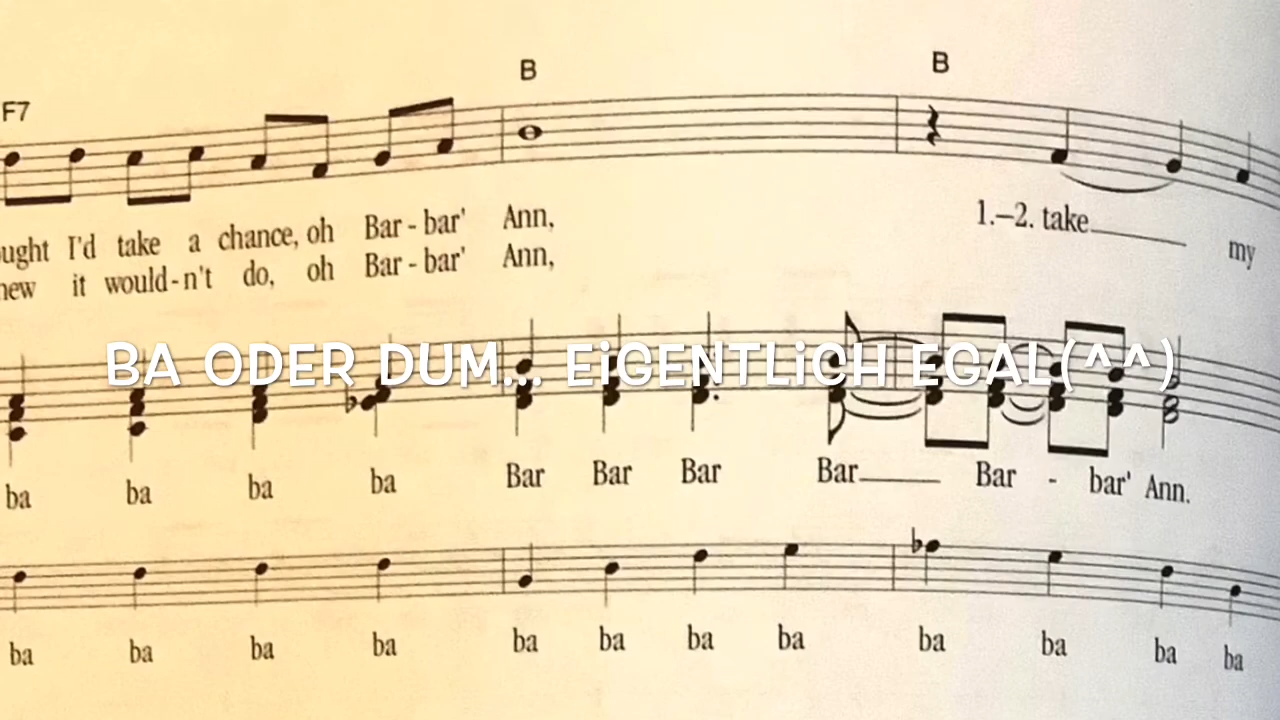 B
B
F7
ught I'd take a chance, oh Bar - bar' Ann,
1.–2. take my
new it would - n't do, oh Bar - bar' Ann,
BA ODER DUM... EiGENTLiCH EGAL(^^)
ba ba ba ba Bar Bar Bar Bar Bar - bar' Ann.
ba ba ba ba ba ba ba ba ba ba ba ba